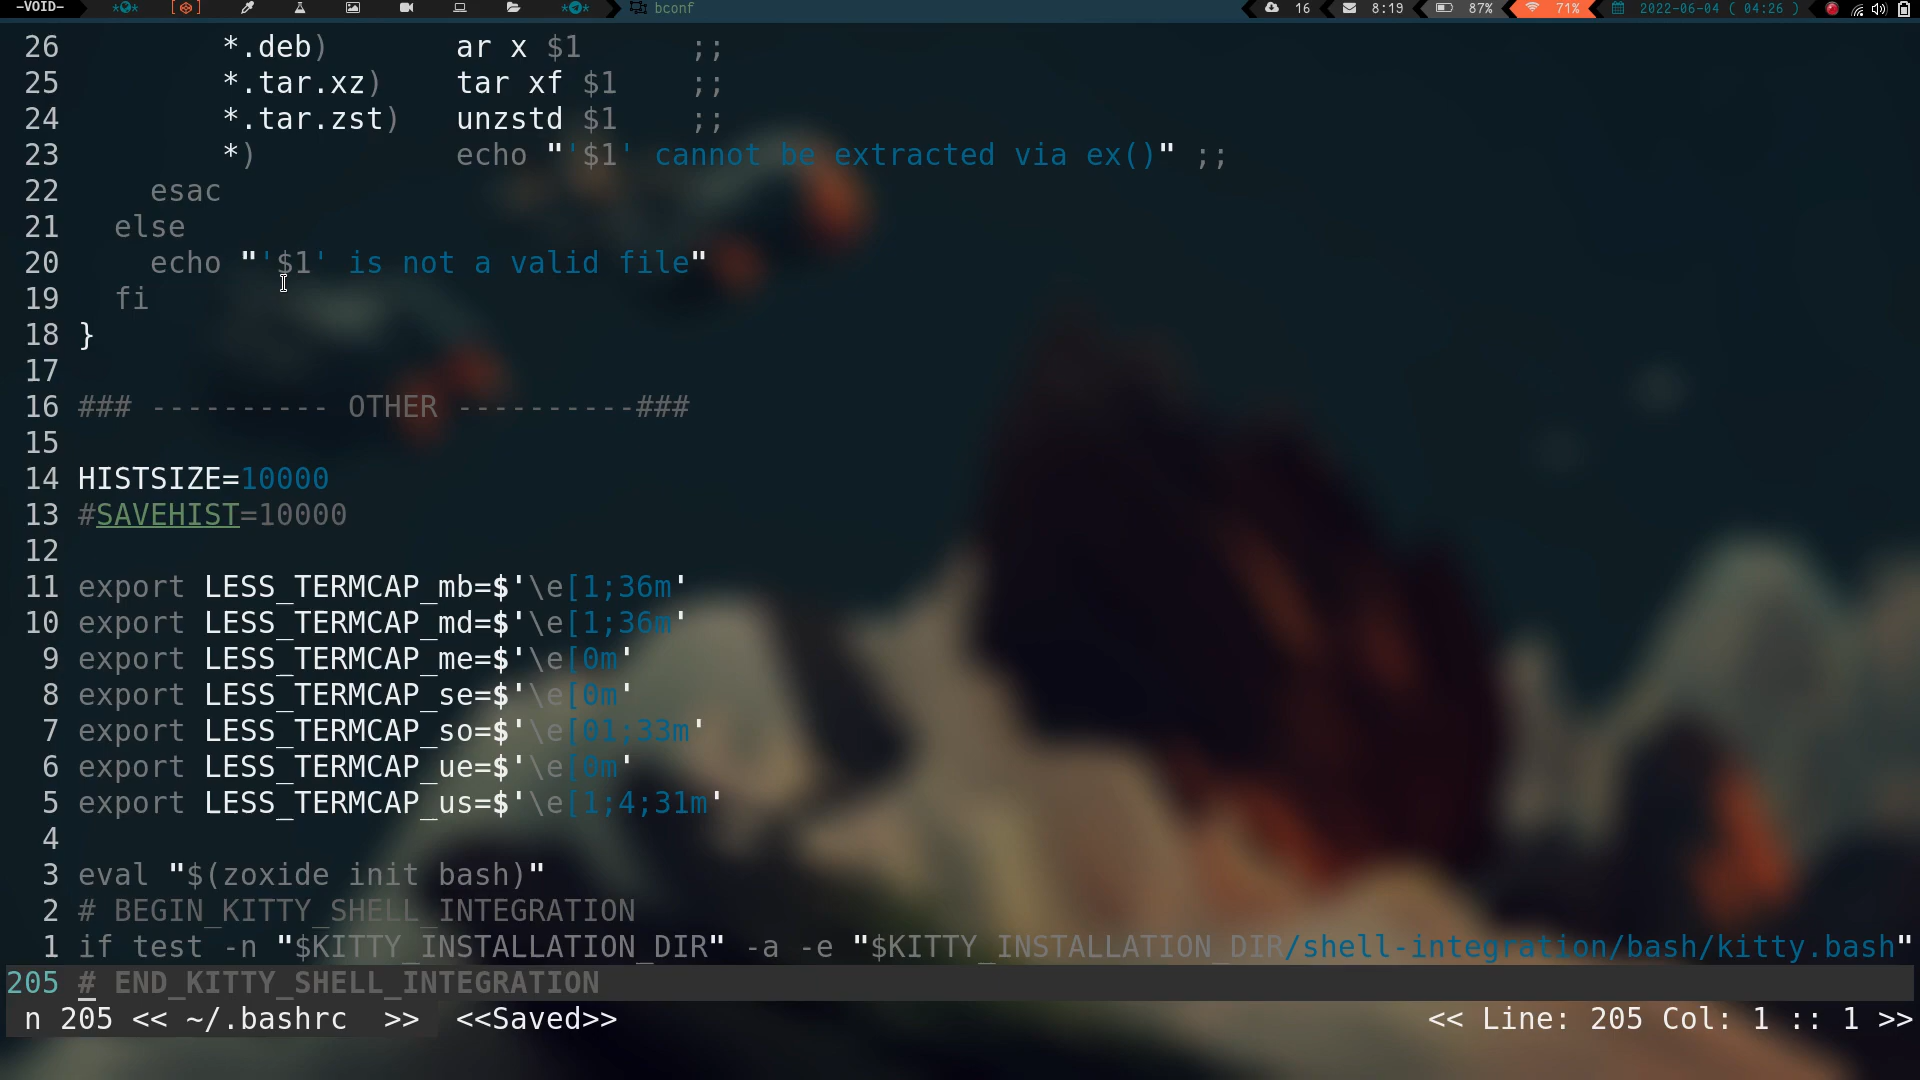 -VOID- bconf 16 8:19 87% 71% 2022-06-04 ( 04:26 )
26 *.deb) ar x $1 ;;
25 *.tar.xz) tar xf $1 ;;
24 *.tar.zst) unzstd $1 ;;
23 *) echo "'$1' cannot be extracted via ex()" ;;
22 esac
21 else
20 echo "'$1' is not a valid file"
19 fi
18 }
17
16 ### ---------- OTHER ----------###
15
14 HISTSIZE=10000
13 #SAVEHIST=10000
12
11 export LESS_TERMCAP_mb=$'\e[1;36m'
10 export LESS_TERMCAP_md=$'\e[1;36m'
9 export LESS_TERMCAP_me=$'\e[0m'
8 export LESS_TERMCAP_se=$'\e[0m'
7 export LESS_TERMCAP_so=$'\e[01;33m'
6 export LESS_TERMCAP_ue=$'\e[0m'
5 export LESS_TERMCAP_us=$'\e[1;4;31m'
4
3 eval "$(zoxide init bash)"
2 # BEGIN_KITTY_SHELL_INTEGRATION
1 if test -n "$KITTY_INSTALLATION_DIR" -a -e "$KITTY_INSTALLATION_DIR/shell-integration/bash/kitty.bash"
205 # END_KITTY_SHELL_INTEGRATION
n 205 << ~/.bashrc >> <<Saved>> << Line: 205 Col: 1 :: 1 >>